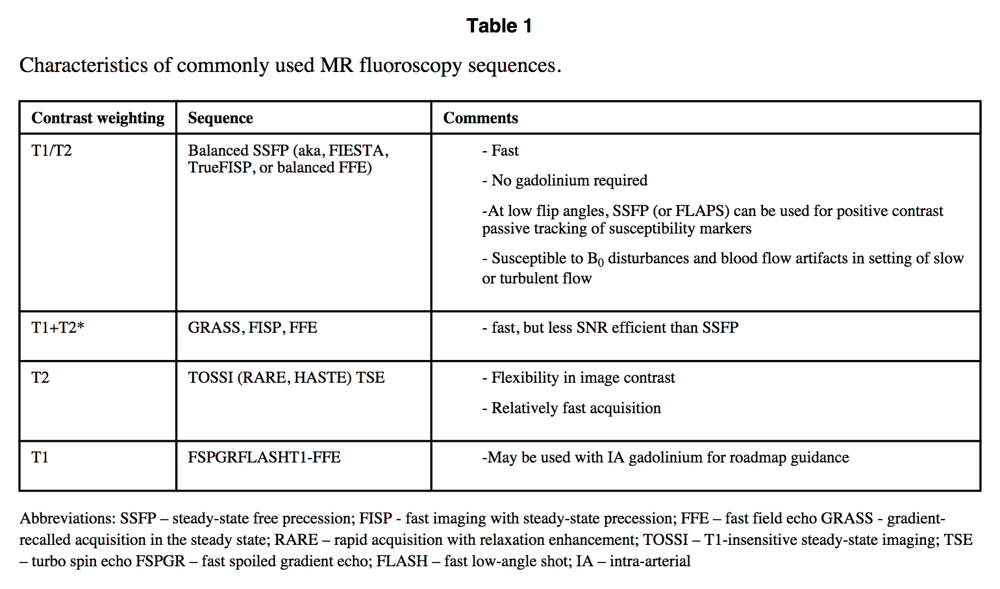 Table 1
Characteristics of commonly used MR fluoroscopy sequences.
Contrast weighting
Sequence
Comments
T1/T2
Balanced SSFP (aka, FIESTA,
TrueFISP, or balanced FFE)
- Fast
- No gadolinium required
-At low flip angles, SSFP (or FLAPS) can be used for positive contrast
passive tracking of susceptibility markers
- Susceptible to B0 disturbances and blood flow artifacts in setting of slow
or turbulent flow
T1+T2*
GRASS, FISP, FFE
- fast, but less SNR efficient than SSFP
T2
TOSSI (RARE, HASTE) TSE
- Flexibility in image contrast
- Relatively fast acquisition
T1
FSPGRFLASHT1-FFE
-May be used with IA gadolinium for roadmap guidance
Abbreviations: SSFP – steady-state free precession; FISP - fast imaging with steady-state precession; FFE – fast field echo GRASS - gradient-
recalled acquisition in the steady state; RARE – rapid acquisition with relaxation enhancement; TOSSI – T1-insensitive steady-state imaging; TSE
– turbo spin echo FSPGR – fast spoiled gradient echo; FLASH – fast low-angle shot; IA – intra-arterial